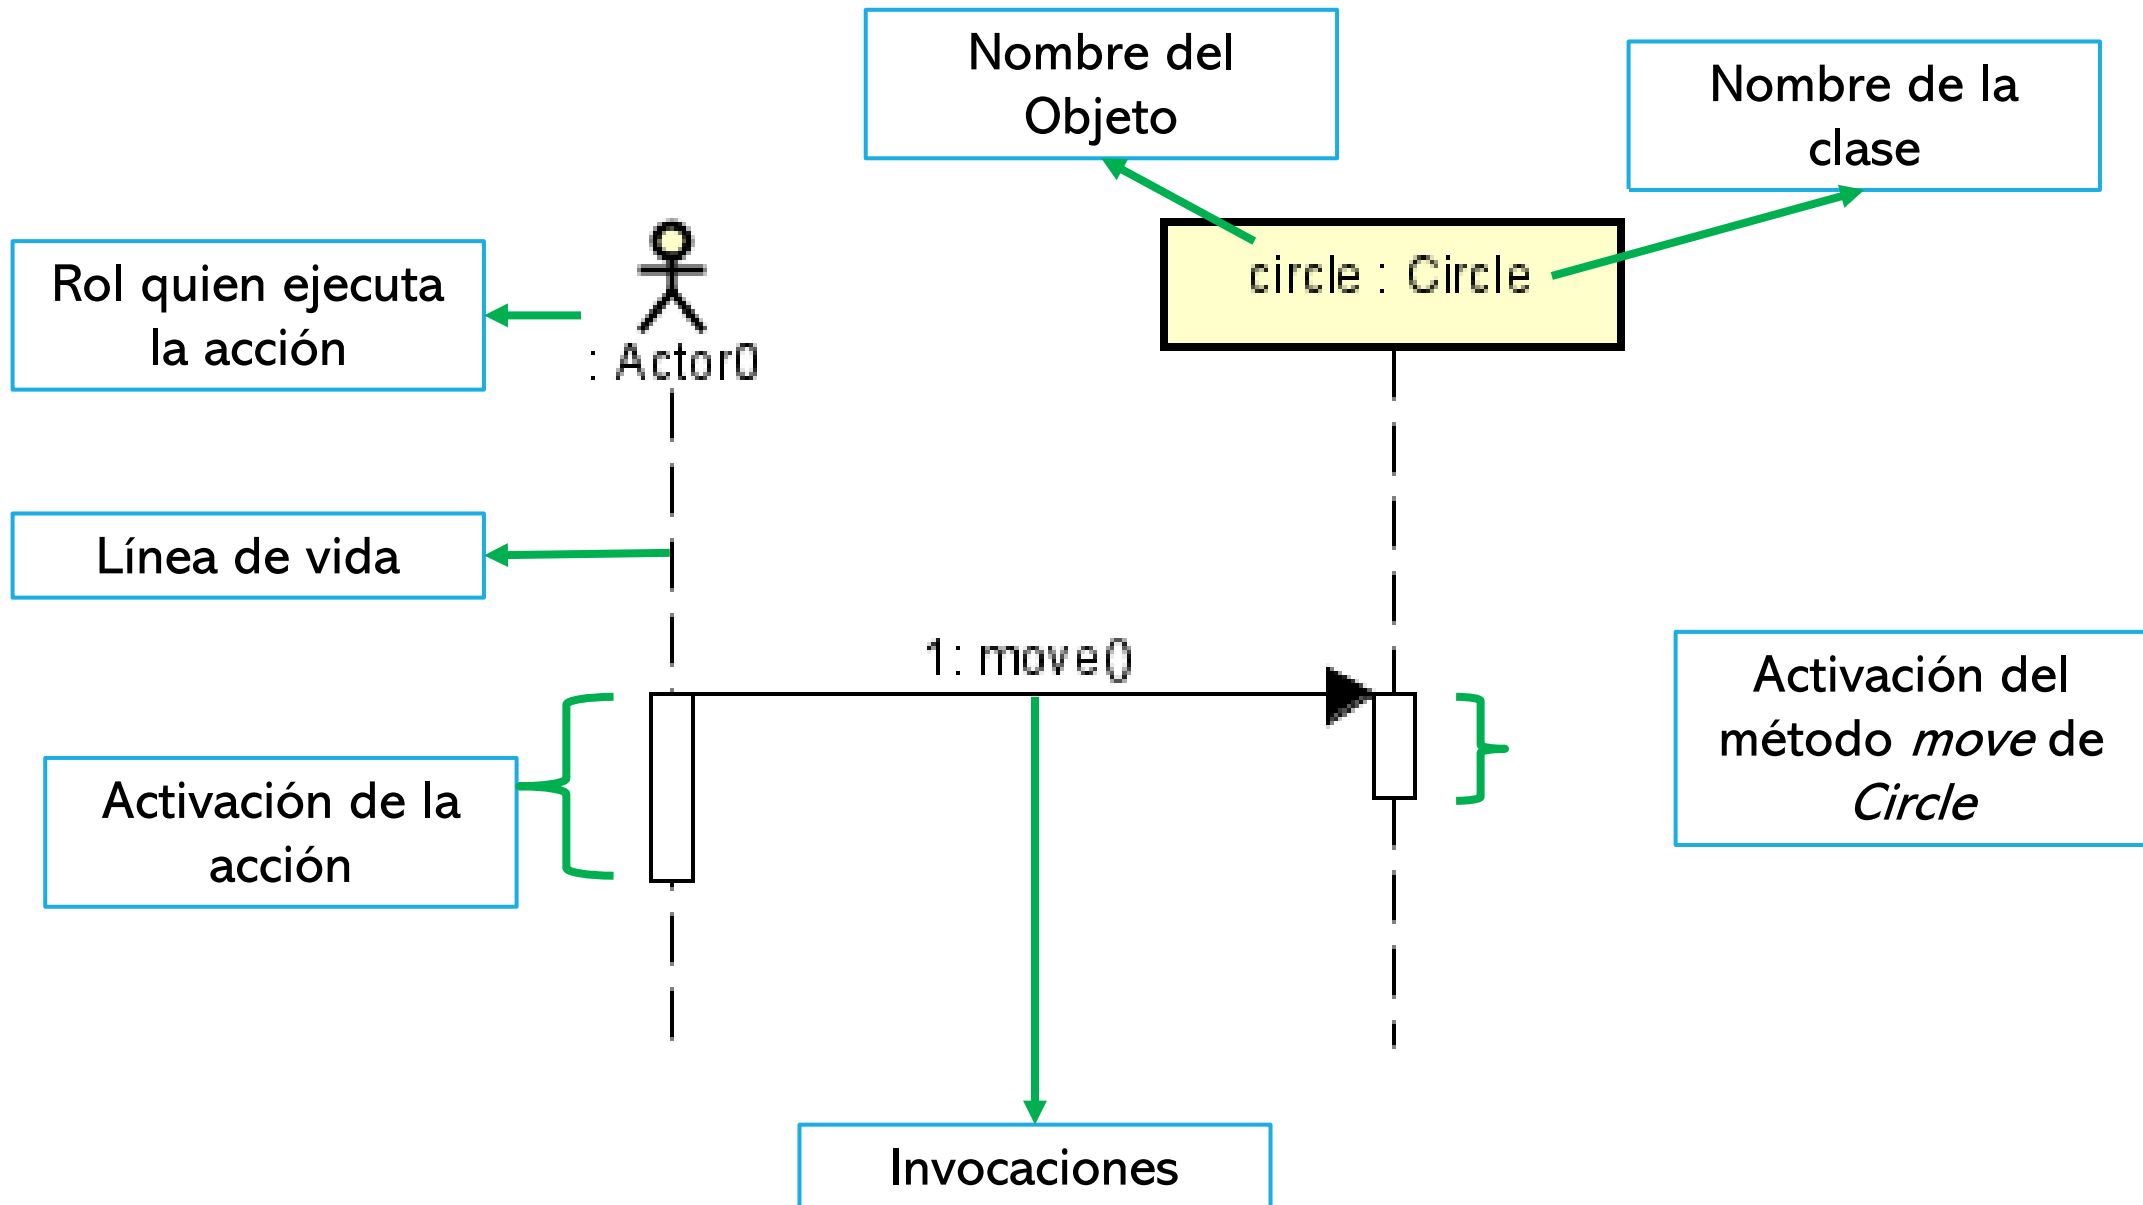 Nombre del
Objeto
Nombre de la
clase
Rol quien ejecuta
la acción
: Actor0
circle : Circle
Línea de vida
1: move()
Activación de la
acción
Activación del
método move de
Circle
Invocaciones